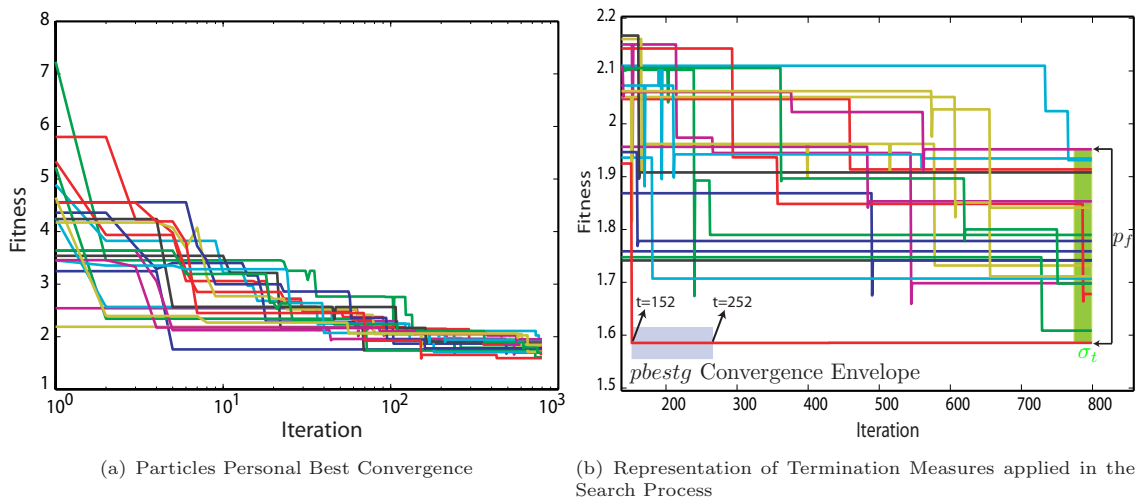 8
7
6
5
4
3
2
1
Fitness
10^0 10^1 10^2 10^3
Iteration
(a) Particles Personal Best Convergence
2.2
2.1
2
1.9
1.8
1.7
1.6
1.5
Fitness
t=152 t=252
pbestg Convergence Envelope
p_f
σ_t
200 300 400 500 600 700 800
Iteration
(b) Representation of Termination Measures applied in the
Search Process